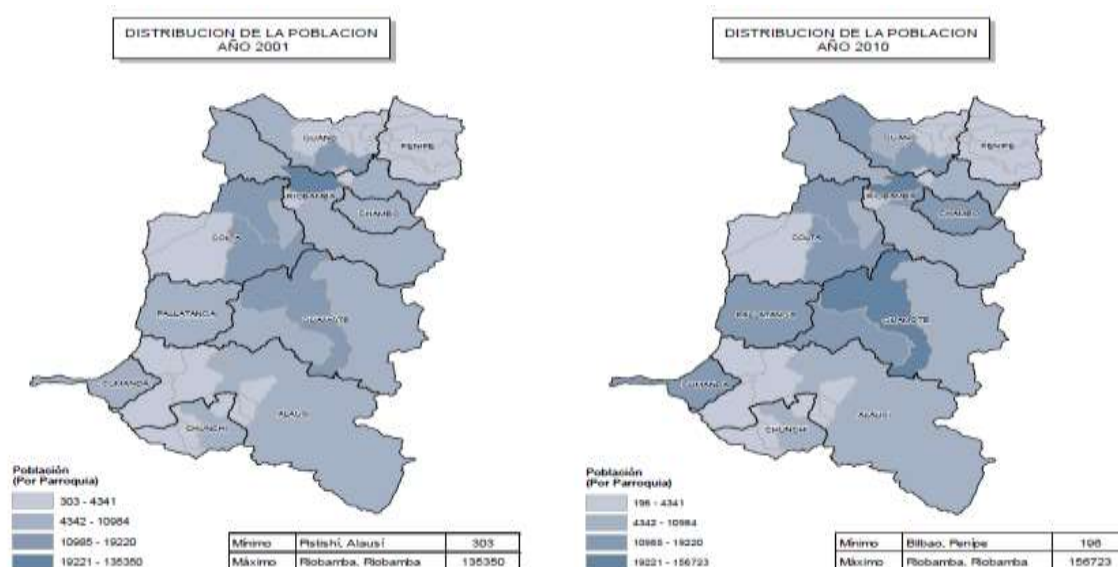 DISTRIBUCION DE LA POBLACION
AÑO 2001
GUANO
PENIPE
RIOBAMBA
CHAMBO
COLTA
PALLATANGA
GUAMOTE
CUMANDA
ALAUSI
CHUNCHI
Población
(Por Parroquia)
303 - 4341
4342 - 10984
10985 - 19220
19221 - 135350
Mínimo Pistishí, Alausí 303
Máximo Riobamba, Riobamba 135350
DISTRIBUCION DE LA POBLACION
AÑO 2010
GUANO
PENIPE
RIOBAMBA
CHAMBO
COLTA
PALLATANGA
GUAMOTE
CUMANDA
ALAUSI
CHUNCHI
Población
(Por Parroquia)
196 - 4341
4342 - 10984
10985 - 19220
19221 - 156723
Mínimo Bilbao, Penipe 196
Máximo Riobamba, Riobamba 156723